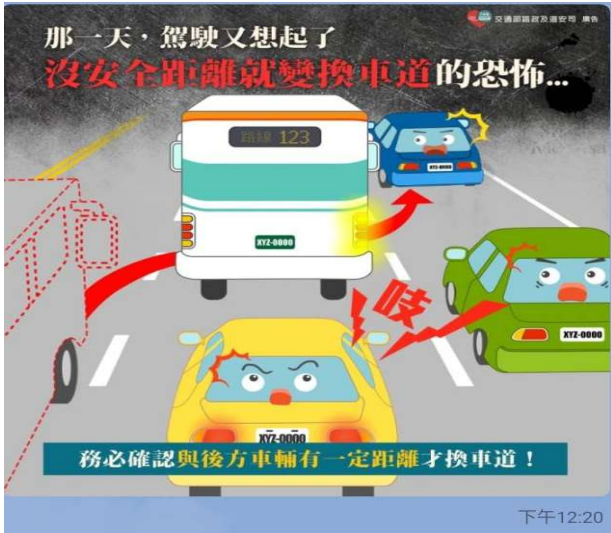 交通部路政及道安司 廣告
那一天，駕駛又想起了
沒安全距離就變換車道的恐怖...
路線 123
XYZ-0000
XYZ-0000
吱
XYZ-0000
XYZ-0000
務必確認與後方車輛有一定距離才換車道！
下午12:20